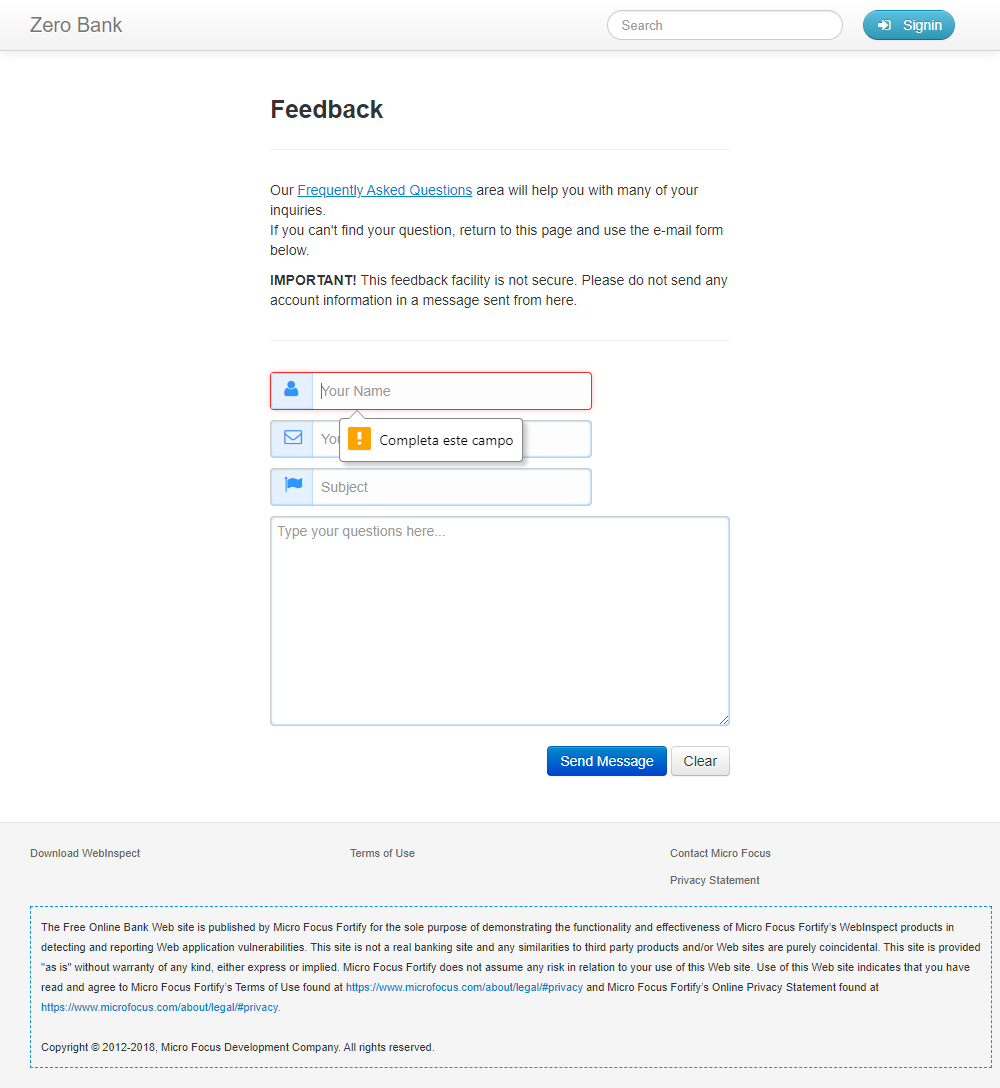 Zero Bank
Search
Signin
Feedback
Our Frequently Asked Questions area will help you with many of your
inquiries.
If you can't find your question, return to this page and use the e-mail form
below.
IMPORTANT! This feedback facility is not secure. Please do not send any
account information in a message sent from here.
Your Name
You
Completa este campo
Subject
Type your questions here...
Send Message
Clear
Download WebInspect
Terms of Use
Contact Micro Focus
Privacy Statement
The Free Online Bank Web site is published by Micro Focus Fortify for the sole purpose of demonstrating the functionality and effectiveness of Micro Focus Fortify's WebInspect products in
detecting and reporting Web application vulnerabilities. This site is not a real banking site and any similarities to third party products and/or Web sites are purely coincidental. This site is provided
"as is" without warranty of any kind, either express or implied. Micro Focus Fortify does not assume any risk in relation to your use of this Web site. Use of this Web site indicates that you have
read and agree to Micro Focus Fortify's Terms of Use found at https://www.microfocus.com/about/legal/#privacy and Micro Focus Fortify's Online Privacy Statement found at
https://www.microfocus.com/about/legal/#privacy.
Copyright © 2012-2018, Micro Focus Development Company. All rights reserved.